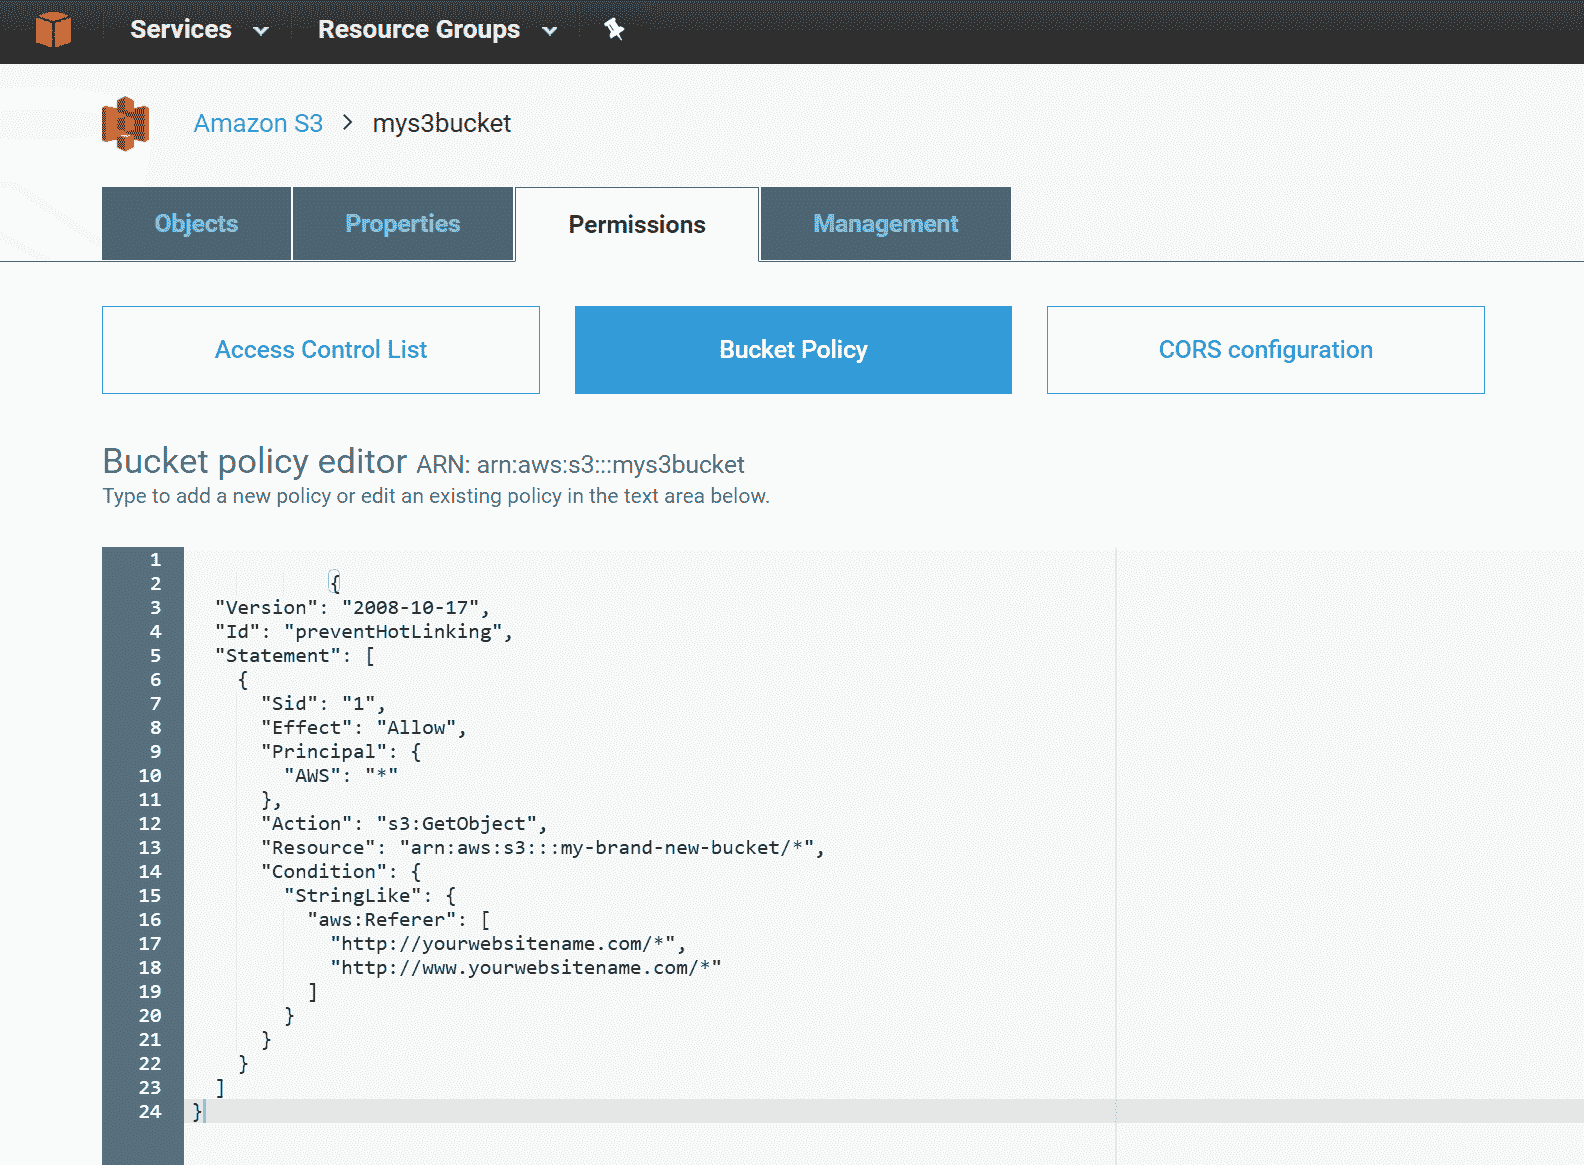 Services Resource Groups
Amazon S3 > mys3bucket
Objects Properties Permissions Management
Access Control List Bucket Policy CORS configuration
Bucket policy editor ARN: arn:aws:s3:::mys3bucket
Type to add a new policy or edit an existing policy in the text area below.
1
2 {
3 "Version": "2008-10-17",
4 "Id": "preventHotLinking",
5 "Statement": [
6 {
7 "Sid": "1",
8 "Effect": "Allow",
9 "Principal": {
10 "AWS": "*"
11 },
12 "Action": "s3:GetObject",
13 "Resource": "arn:aws:s3:::my-brand-new-bucket/*",
14 "Condition": {
15 "StringLike": {
16 "aws:Referer": [
17 "http://yourwebsitename.com/*",
18 "http://www.yourwebsitename.com/*"
19 ]
20 }
21 }
22 }
23 ]
24 }